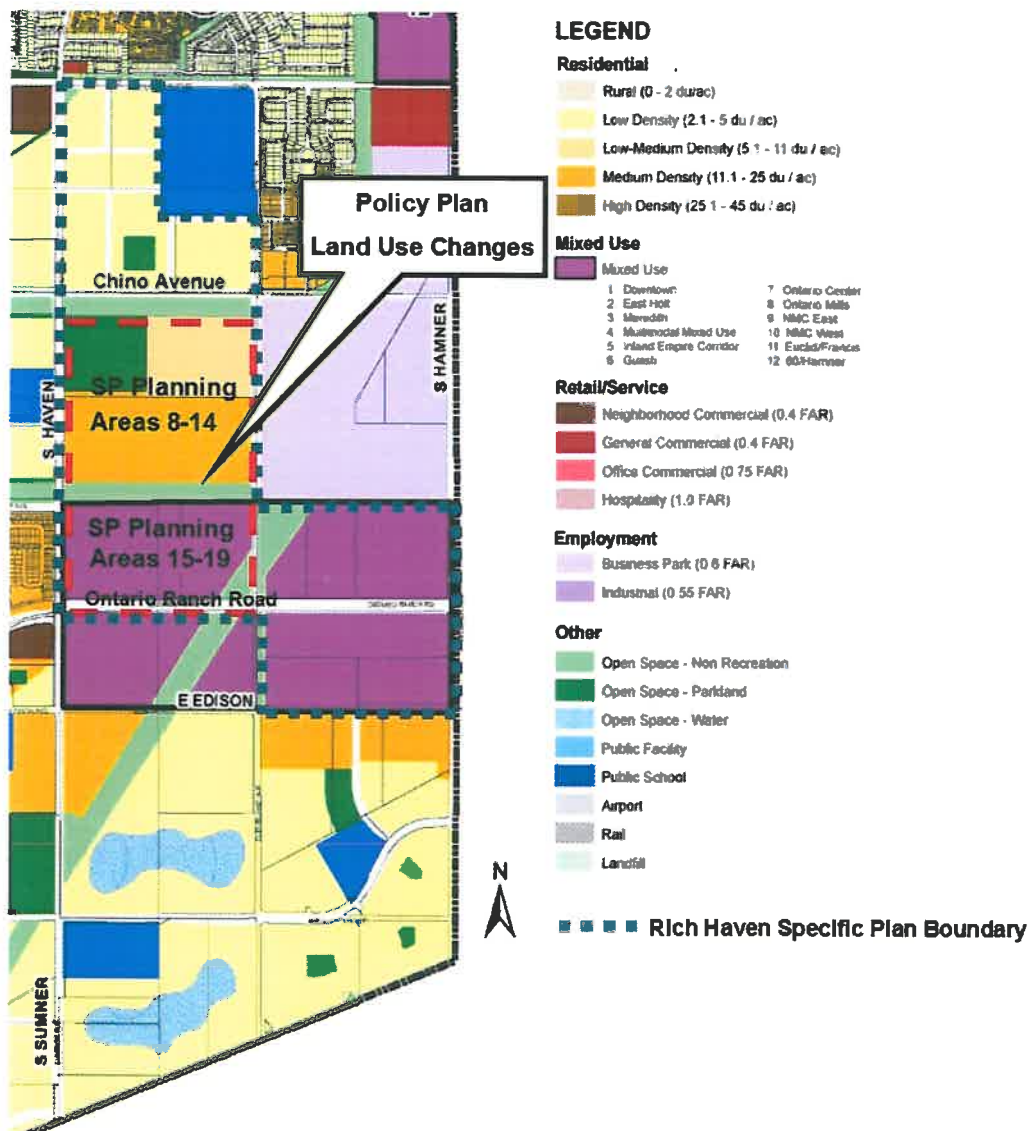 Policy Plan
Land Use Changes
Chino Avenue
S HAVEN
S HAMNER
SP Planning
Areas 8-14
SP Planning
Areas 15-19
Ontario Ranch Road
E EDISON
S SUMNER
N
LEGEND
Residential
Rural (0 - 2 du/ac)
Low Density (2.1 - 5 du / ac)
Low-Medium Density (5.1 - 11 du / ac)
Medium Density (11.1 - 25 du / ac)
High Density (25.1 - 45 du / ac)
Mixed Use
Mixed Use
1 Downtown
2 East Holt
3 Meredith
4 Multimodal Mixed Use
5 Inland Empire Corridor
6 Guasti
7 Ontario Center
8 Ontario Mills
9 NMC East
10 NMC West
11 Euclid/Francis
12 60/Hamner
Retail/Service
Neighborhood Commercial (0.4 FAR)
General Commercial (0.4 FAR)
Office Commercial (0.75 FAR)
Hospitality (1.0 FAR)
Employment
Business Park (0.6 FAR)
Industrial (0.55 FAR)
Other
Open Space - Non Recreation
Open Space - Parkland
Open Space - Water
Public Facility
Public School
Airport
Rail
Landfill
Rich Haven Specific Plan Boundary